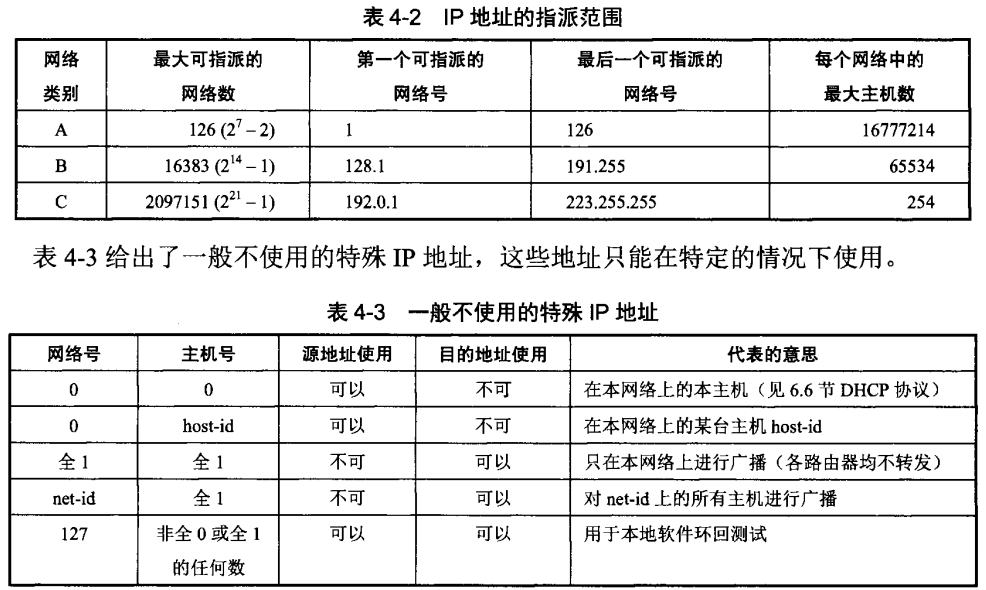 表 4-2 IP 地址的指派范围
网络 最大可指派的 第一个可指派的 最后一个可指派的 每个网络中的
类别 网络数 网络号 网络号 最大主机数
A 126 (2⁷ – 2) 1 126 16777214
B 16383 (2¹⁴ – 1) 128.1 191.255 65534
C 2097151 (2²¹ – 1) 192.0.1 223.255.255 254
表 4-3 给出了一般不使用的特殊 IP 地址，这些地址只能在特定的情况下使用。
表 4-3 一般不使用的特殊 IP 地址
网络号 主机号 源地址使用 目的地址使用 代表的意思
0 0 可以 不可 在本网络上的本主机（见 6.6 节 DHCP 协议）
0 host-id 可以 不可 在本网络上的某台主机 host-id
全 1 全 1 不可 可以 只在本网络上进行广播（各路由器均不转发）
net-id 全 1 不可 可以 对 net-id 上的所有主机进行广播
127 非全 0 或全 1 可以 可以 用于本地软件环回测试
的任何数